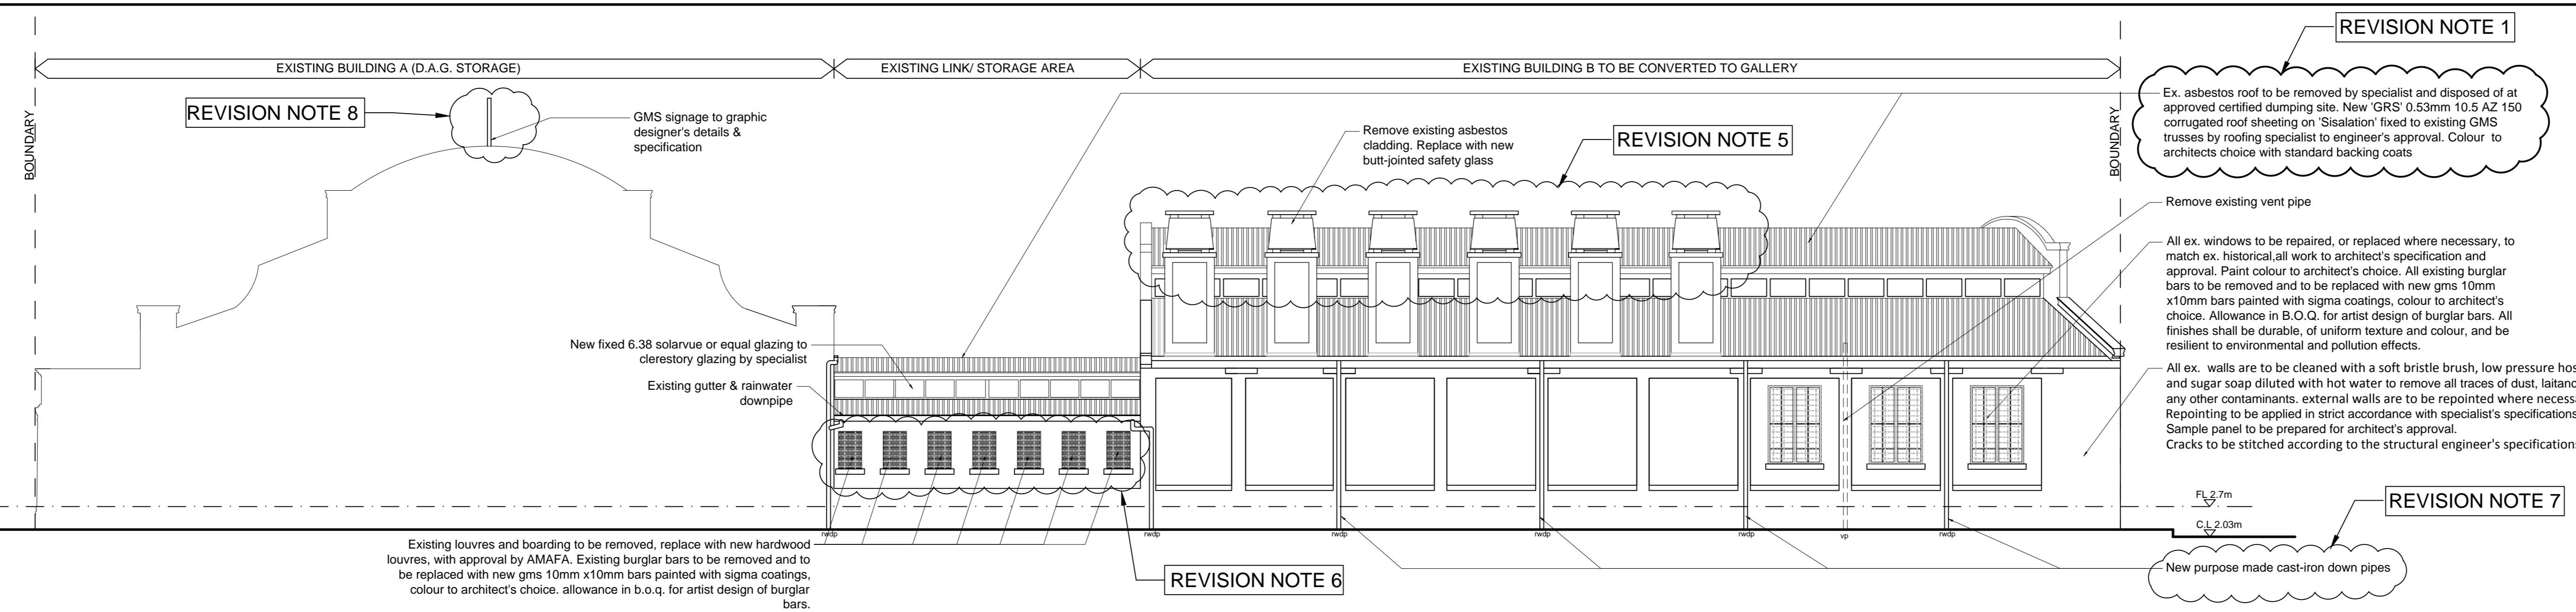 REVISION NOTE 1
EXISTING BUILDING A (D.A.G. STORAGE)
EXISTING LINK/ STORAGE AREA
EXISTING BUILDING B TO BE CONVERTED TO GALLERY
BOUNDARY
REVISION NOTE 8
GMS signage to graphic
designer's details &
specification
Remove existing asbestos
cladding. Replace with new
butt-jointed safety glass
REVISION NOTE 5
BOUNDARY
Ex. asbestos roof to be removed by specialist and disposed of at
approved certified dumping site. New 'GRS' 0.53mm 10.5 AZ 150
corrugated roof sheeting on 'Sisalation' fixed to existing GMS
trusses by roofing specialist to engineer's approval. Colour to
architects choice with standard backing coats
Remove existing vent pipe
All ex. windows to be repaired, or replaced where necessary, to
match ex. historical,all work to architect's specification and
approval. Paint colour to architect's choice. All existing burglar
bars to be removed and to be replaced with new gms 10mm
x10mm bars painted with sigma coatings, colour to architect's
choice. Allowance in B.O.Q. for artist design of burglar bars. All
finishes shall be durable, of uniform texture and colour, and be
resilient to environmental and pollution effects.
New fixed 6.38 solarvue or equal glazing to
clerestory glazing by specialist
Existing gutter & rainwater
downpipe
All ex. walls are to be cleaned with a soft bristle brush, low pressure hos
and sugar soap diluted with hot water to remove all traces of dust, laitanc
any other contaminants. external walls are to be repointed where necessa
Repointing to be applied in strict accordance with specialist's specifications
Sample panel to be prepared for architect's approval.
Cracks to be stitched according to the structural engineer's specification
FL 2.7m
REVISION NOTE 7
C.L 2.03m
rwdp
rwdp
rwdp
rwdp
rwdp
vp
rwdp
Existing louvres and boarding to be removed, replace with new hardwood
louvres, with approval by AMAFA. Existing burglar bars to be removed and to
be replaced with new gms 10mm x10mm bars painted with sigma coatings,
colour to architect's choice. allowance in b.o.q. for artist design of burglar
bars.
REVISION NOTE 6
New purpose made cast-iron down pipes